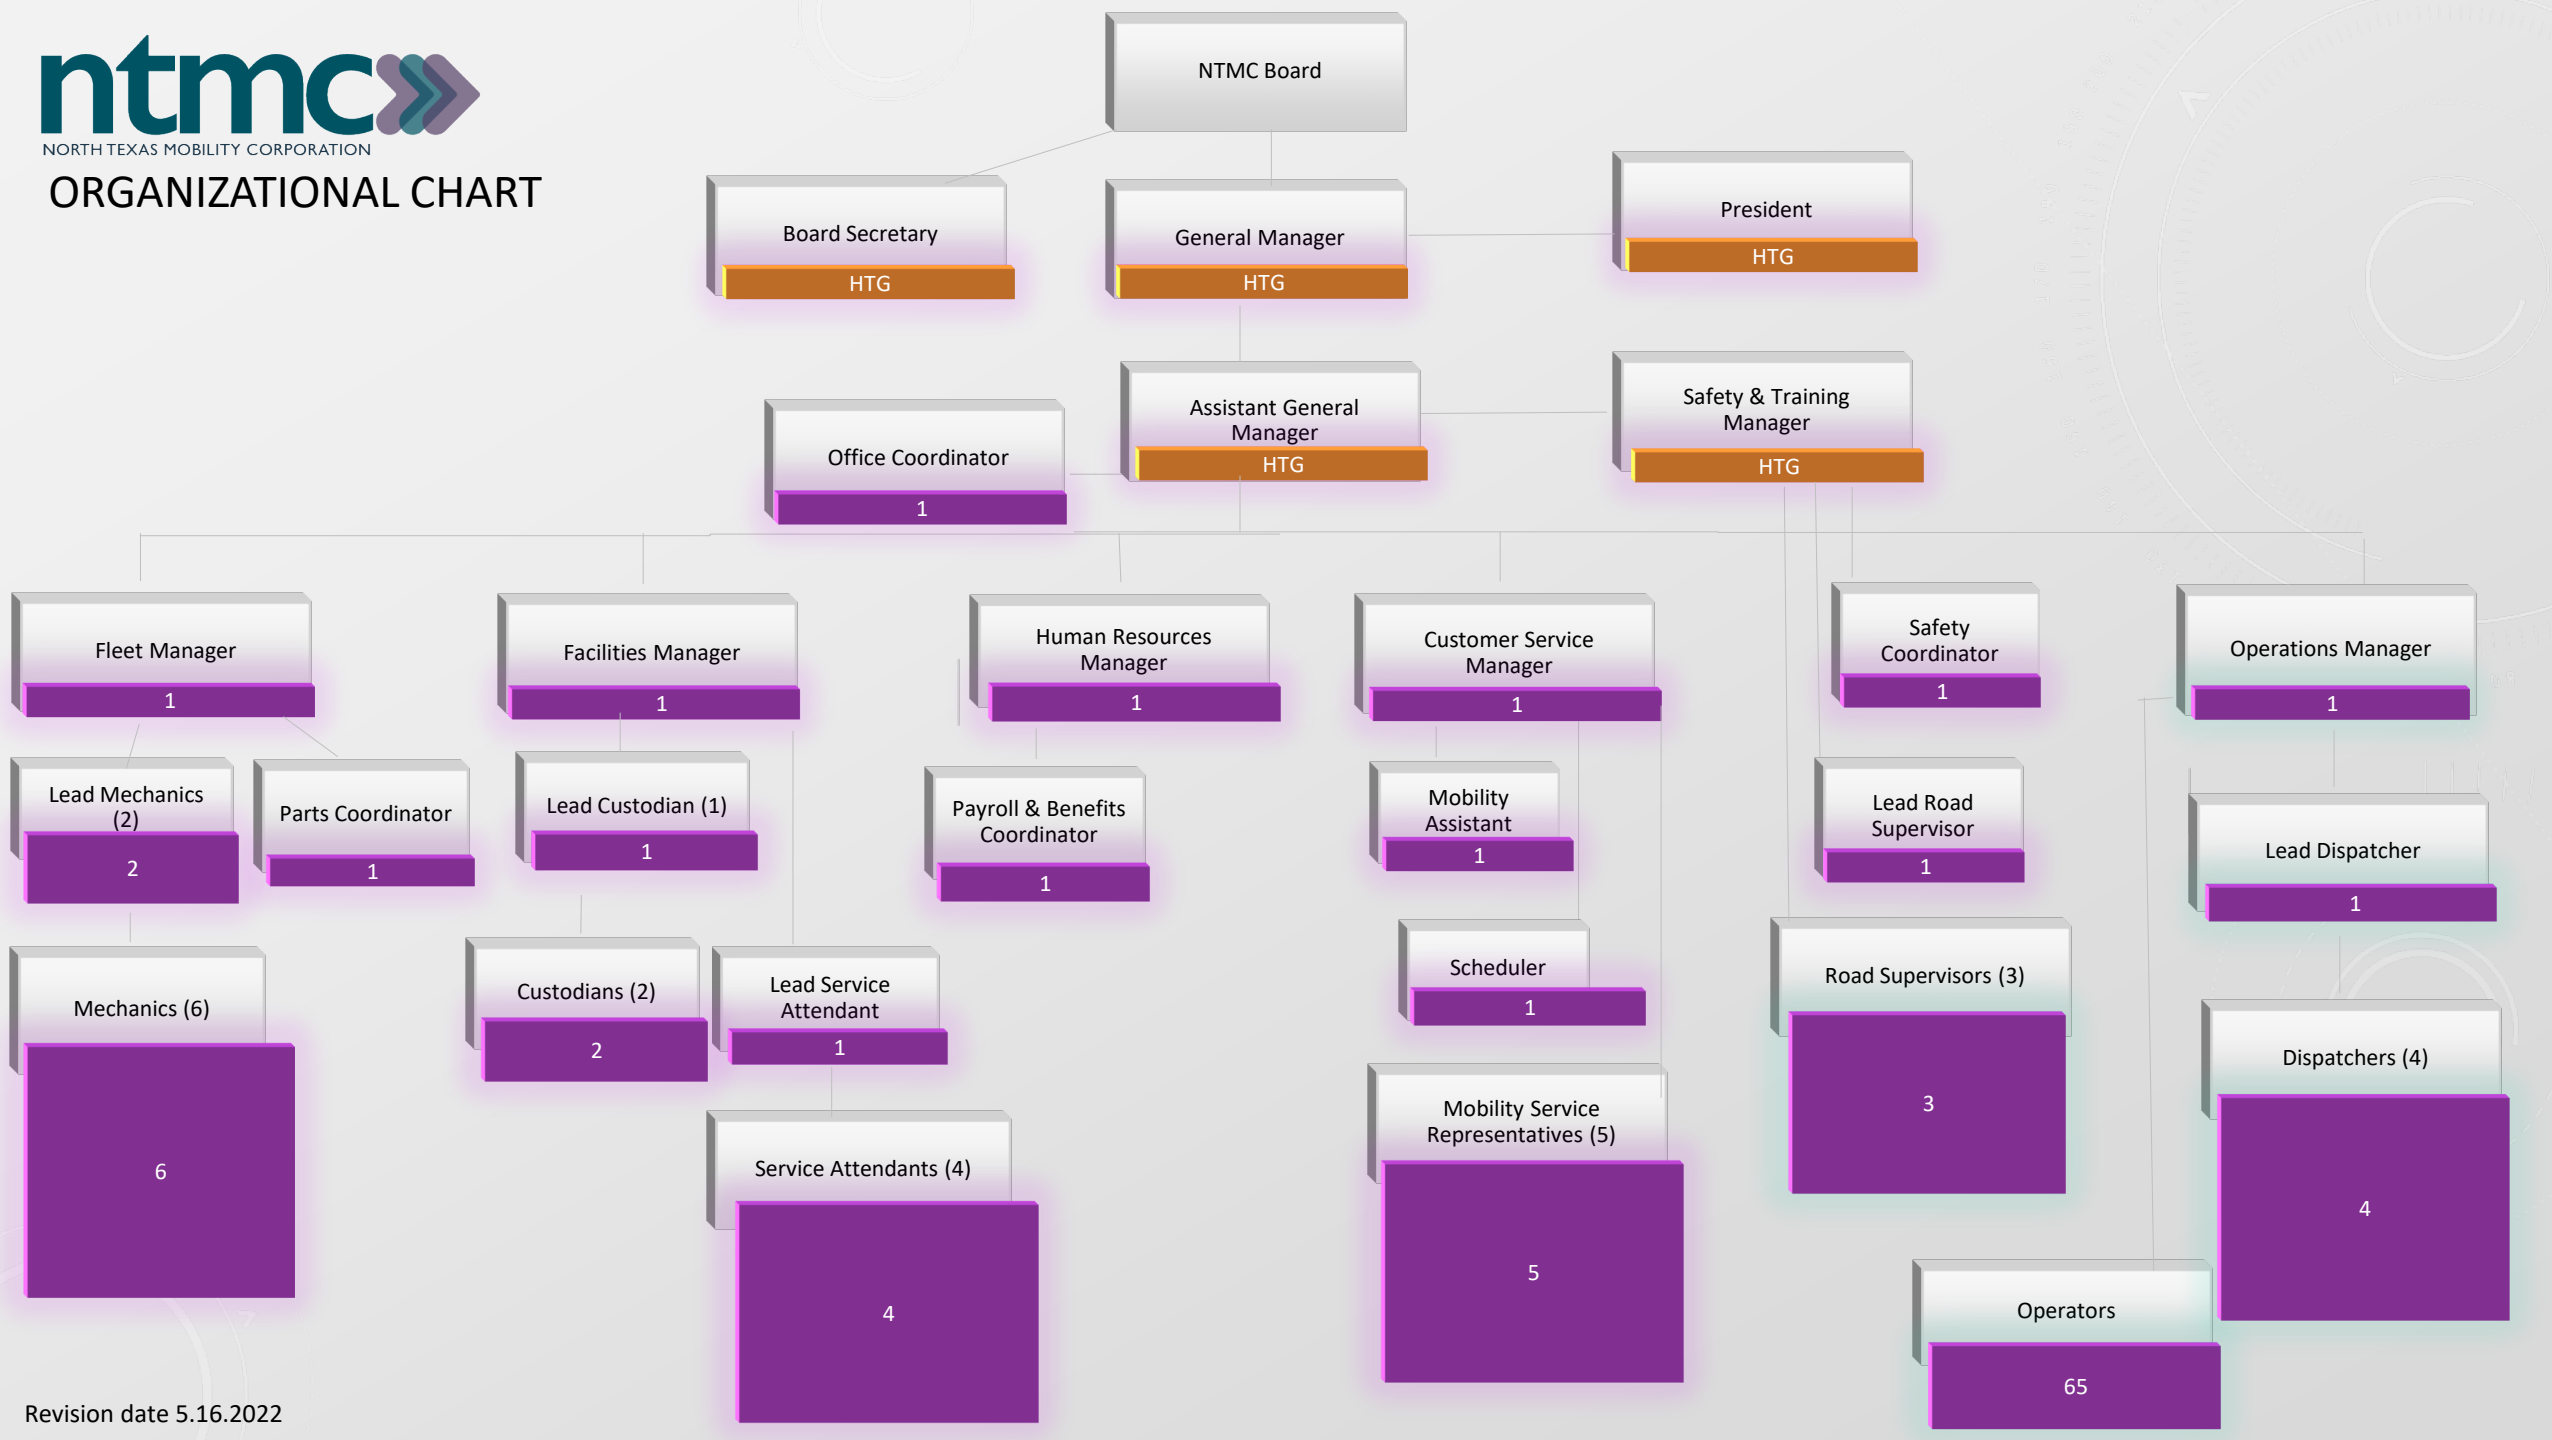 ntmc
NORTH TEXAS MOBILITY CORPORATION
ORGANIZATIONAL CHART
NTMC Board
Board Secretary
HTG
General Manager
HTG
President
HTG
Office Coordinator
1
Assistant General
Manager
HTG
Safety & Training
Manager
HTG
Fleet Manager
1
Facilities Manager
1
Human Resources
Manager
1
Customer Service
Manager
1
Safety
Coordinator
1
Operations Manager
1
Lead Mechanics
(2)
2
Parts Coordinator
1
Lead Custodian (1)
1
Payroll & Benefits
Coordinator
1
Mobility
Assistant
1
Lead Road
Supervisor
1
Lead Dispatcher
1
Mechanics (6)
6
Custodians (2)
2
Lead Service
Attendant
1
Scheduler
1
Road Supervisors (3)
3
Dispatchers (4)
4
Service Attendants (4)
4
Mobility Service
Representatives (5)
5
Operators
65
Revision date 5.16.2022